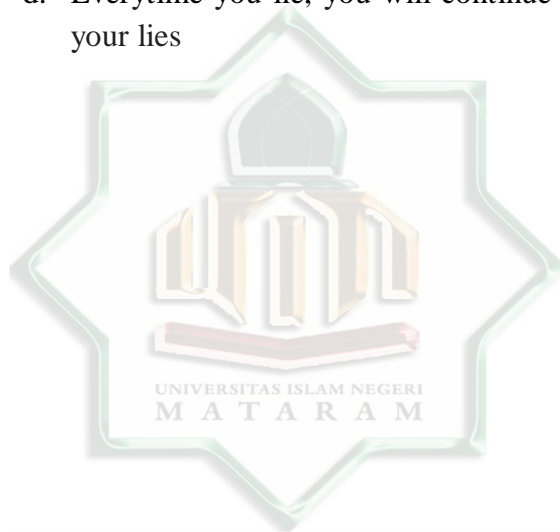 d. Everytime you lie, you will continue
your lies
UNIVERSITAS ISLAM NEGERI
M A T A R A M